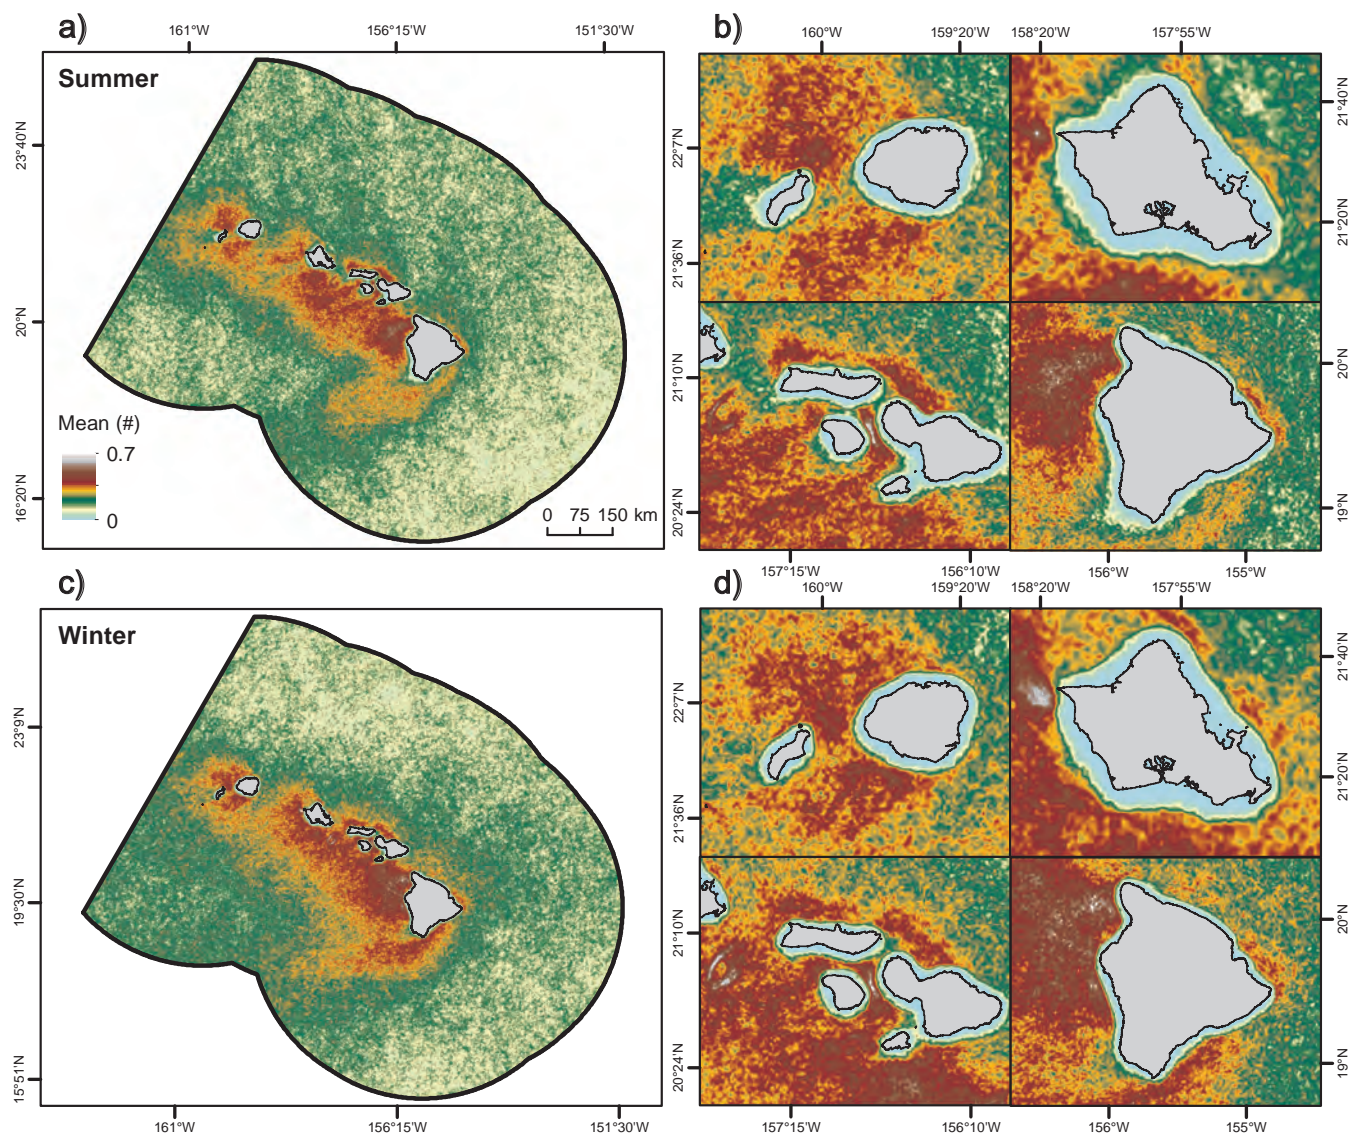 a)
161°W 156°15'W 151°30'W
Summer
23°40'N
20°N
16°20'N
Mean (#)
0.7
0
0 75 150 km
b)
160°W 159°20'W 158°20'W 157°55'W
22°7'N
21°36'N
21°40'N
21°20'N
21°10'N
20°24'N
20°N
19°N
157°15'W 156°10'W 156°W 155°W
c)
Winter
23°9'N
19°30'N
15°51'N
161°W 156°15'W 151°30'W
d)
160°W 159°20'W 158°20'W 157°55'W
22°7'N
21°36'N
21°40'N
21°20'N
21°10'N
20°24'N
20°N
19°N
157°15'W 156°10'W 156°W 155°W